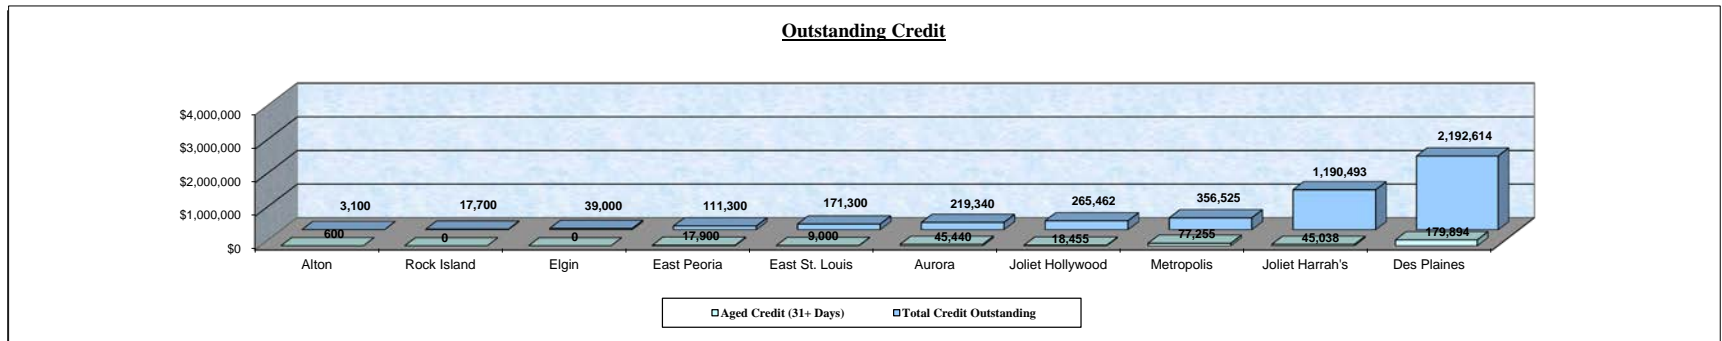 Outstanding Credit
$4,000,000
$3,000,000
$2,000,000
$1,000,000
$0
3,100 17,700 39,000 111,300 171,300 219,340 265,462 356,525 1,190,493 2,192,614
600 0 0 17,900 9,000 45,440 18,455 77,255 45,038 179,894
Alton Rock Island Elgin East Peoria East St. Louis Aurora Joliet Hollywood Metropolis Joliet Harrah's Des Plaines
Aged Credit (31+ Days) Total Credit Outstanding